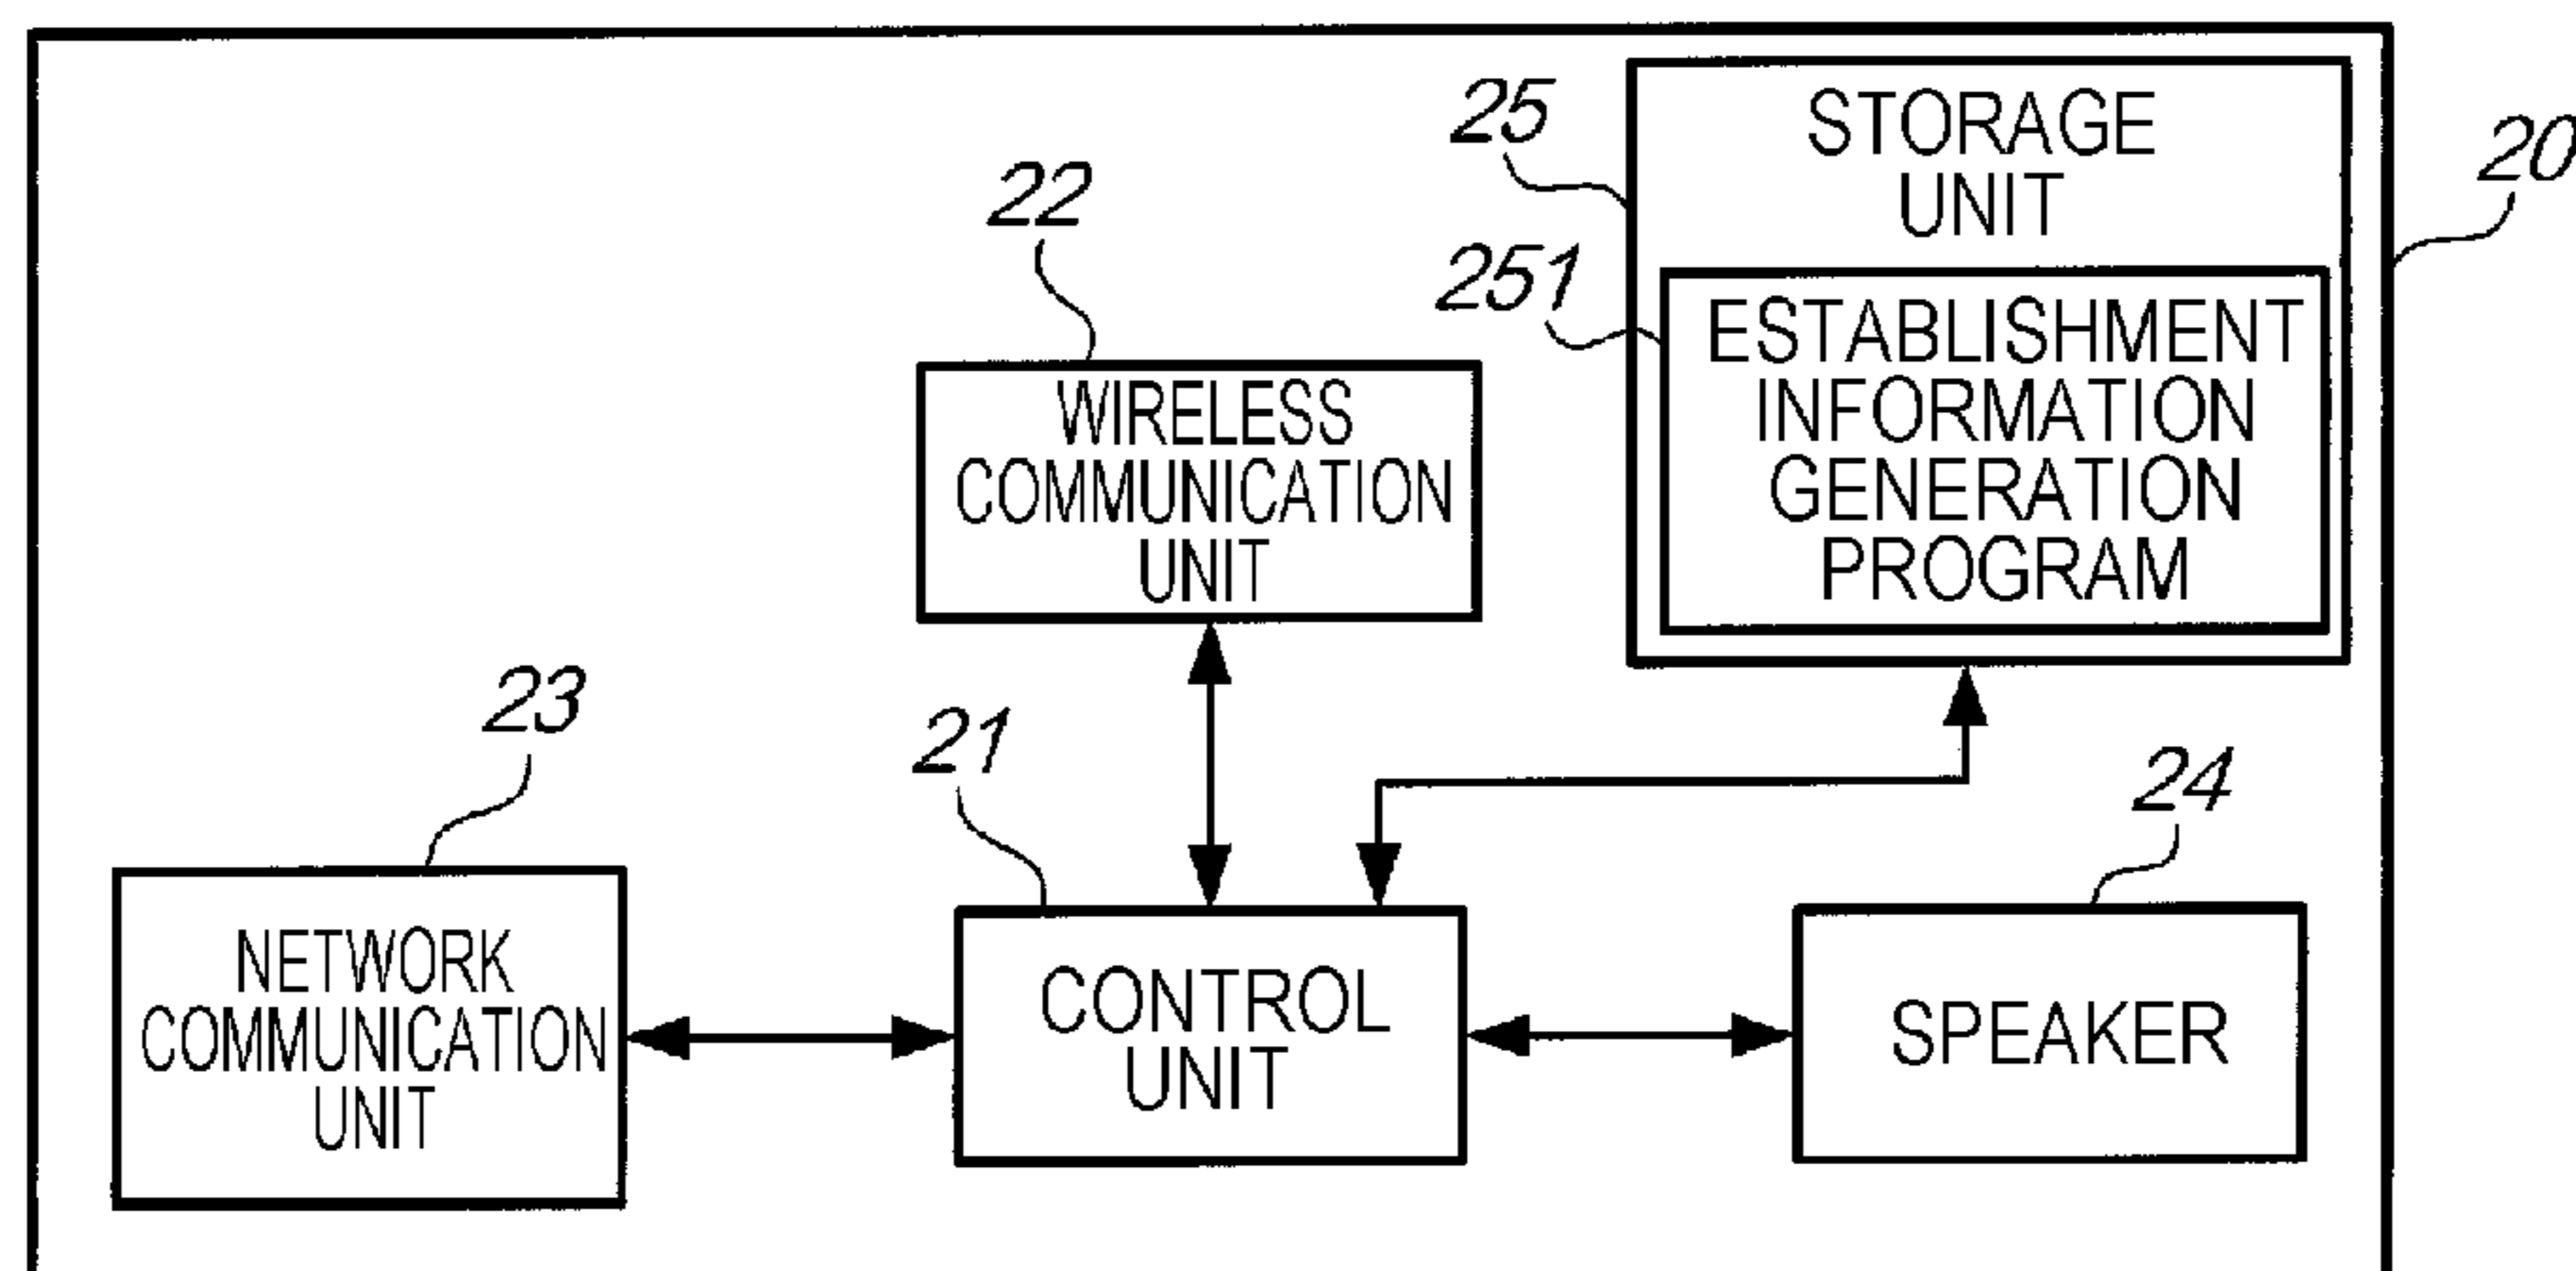 25
STORAGE
UNIT
20
22
251
ESTABLISHMENT
INFORMATION
GENERATION
PROGRAM
WIRELESS
COMMUNICATION
UNIT
23
21
24
NETWORK
COMMUNICATION
UNIT
CONTROL
UNIT
SPEAKER